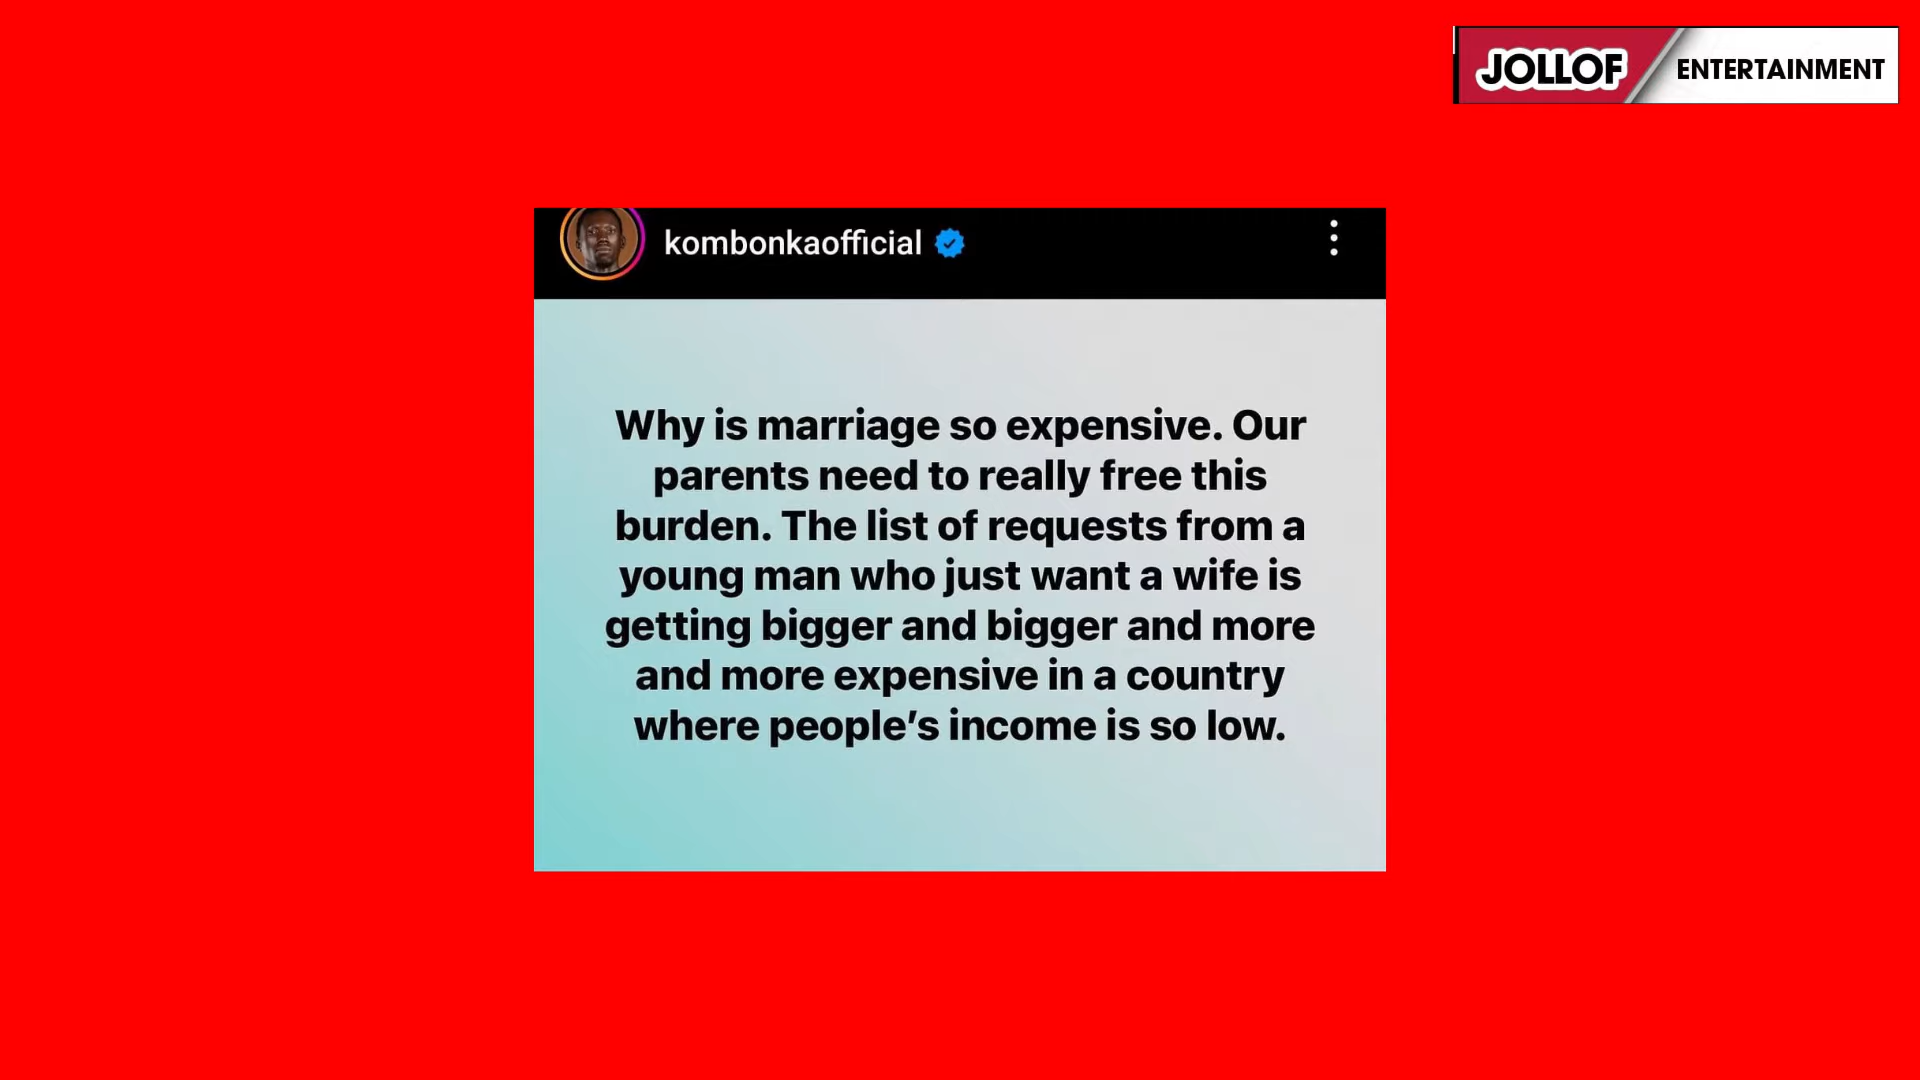 JOLLOF ENTERTAINMENT
kombonkaofficial
Why is marriage so expensive. Our
parents need to really free this
burden. The list of requests from a
young man who just want a wife is
getting bigger and bigger and more
and more expensive in a country
where people’s income is so low.